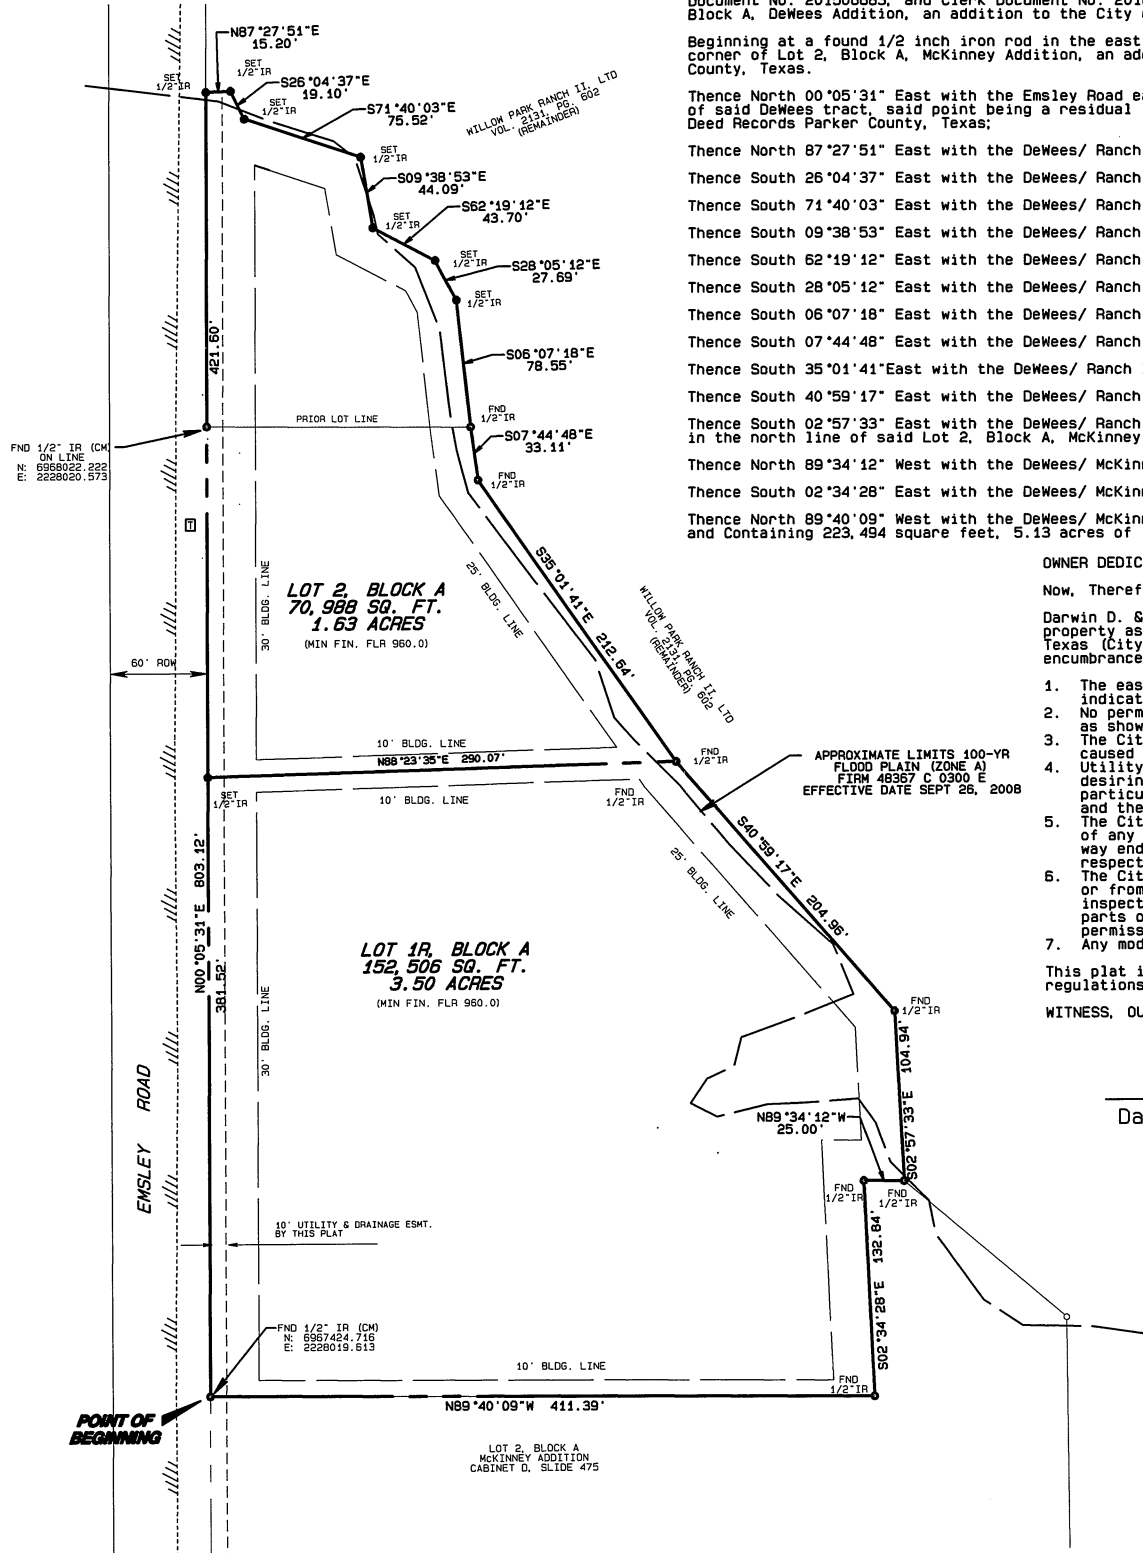 Document No. 201508885, and Clerk Document No.
Block A, DeWees Addition, an addition to the City
Beginning at a found 1/2 inch iron rod in the east
corner of Lot 2, Block A, McKinney Addition, an
County, Texas.
Thence North 00°05'31" East with the Emsley Road
of said DeWees tract, said point being a residual
Deed Records Parker County, Texas;
Thence North 87°27'51" East with the DeWees/ Ranch
Thence South 26°04'37" East with the DeWees/ Ranch
Thence South 71°40'03" East with the DeWees/ Ranch
Thence South 09°38'53" East with the DeWees/ Ranch
Thence South 62°19'12" East with the DeWees/ Ranch
Thence South 28°05'12" East with the DeWees/ Ranch
Thence South 06°07'18" East with the DeWees/ Ranch
Thence South 07°44'48" East with the DeWees/ Ranch
Thence South 35°01'41"East with the DeWees/ Ranch
Thence South 40°59'17" East with the DeWees/ Ranch
Thence South 02°57'33" East with the DeWees/ Ranch
in the north line of said Lot 2, Block A, McKinney
Thence North 89°34'12" West with the DeWees/
Thence South 02°34'28" East with the DeWees/
Thence North 89°40'09" West with the DeWees/
and Containing 223,494 square feet, 5.13 acres of
OWNER DEDIC
Now, Theref
Darwin D. &
property as
Texas (City
encumbrance
1. The eas
indicat
2. No perm
as show
3. The Cit
caused
4. Utility
desirin
particu
and the
5. The Cit
of any
way end
respect
6. The Cit
or from
inspect
parts o
permiss
7. Any mod
This plat i
regulations
WITNESS, OU
Da
N87°27'51"E
15.20'
SET
1/2"IR
SET
1/2"IR
S26°04'37"E
19.10'
SET
1/2"IR
S71°40'03"E
75.52'
WILLOW PARK RANCH II, LTD
VOL. 2131, PG. 602
(REMAINDER)
SET
1/2"IR
S09°38'53"E
44.09'
S62°19'12"E
43.70'
SET
1/2"IR
SET
1/2"IR
S28°05'12"E
27.69'
SET
1/2"IR
421.60'
S06°07'18"E
78.55'
PRIOR LOT LINE
FND
1/2"IR
S07°44'48"E
33.11'
FND 1/2" IR (CM)
ON LINE
N: 6968022.222
E: 2228020.573
FND
1/2"IR
T
S35°01'41"E 212.64'
25' BLDG. LINE
30' BLDG. LINE
LOT 2, BLOCK A
70,988 SQ. FT.
1.63 ACRES
(MIN FIN. FLR 960.0)
WILLOW PARK RANCH II, LTD
VOL. 2131, PG. 602
(REMAINDER)
60' ROW
10' BLDG. LINE
N88°23'35"E 290.07'
FND
1/2"IR
APPROXIMATE LIMITS 100-YR
FLOOD PLAIN (ZONE A)
FIRM 48367 C 0300 E
EFFECTIVE DATE SEPT 26, 2008
SET
1/2"IR
10' BLDG. LINE
FND
1/2"IR
S40°59'17"E 204.96'
25' BLDG. LINE
N00°05'31"E 803.12'
381.52'
LOT 1R, BLOCK A
152,506 SQ. FT.
3.50 ACRES
(MIN FIN. FLR 960.0)
30' BLDG. LINE
FND
1/2"IR
S02°57'33"E 104.94'
EMSLEY ROAD
N89°34'12"W
25.00'
FND
1/2"IR
FND
1/2"IR
10' UTILITY & DRAINAGE ESMT.
BY THIS PLAT
S02°34'28"E 132.84'
FND 1/2" IR (CM)
N: 6967424.716
E: 2228019.613
10' BLDG. LINE
FND
1/2"IR
N89°40'09"W 411.39'
POINT OF
BEGINNING
LOT 2, BLOCK A
McKINNEY ADDITION
CABINET D, SLIDE 475